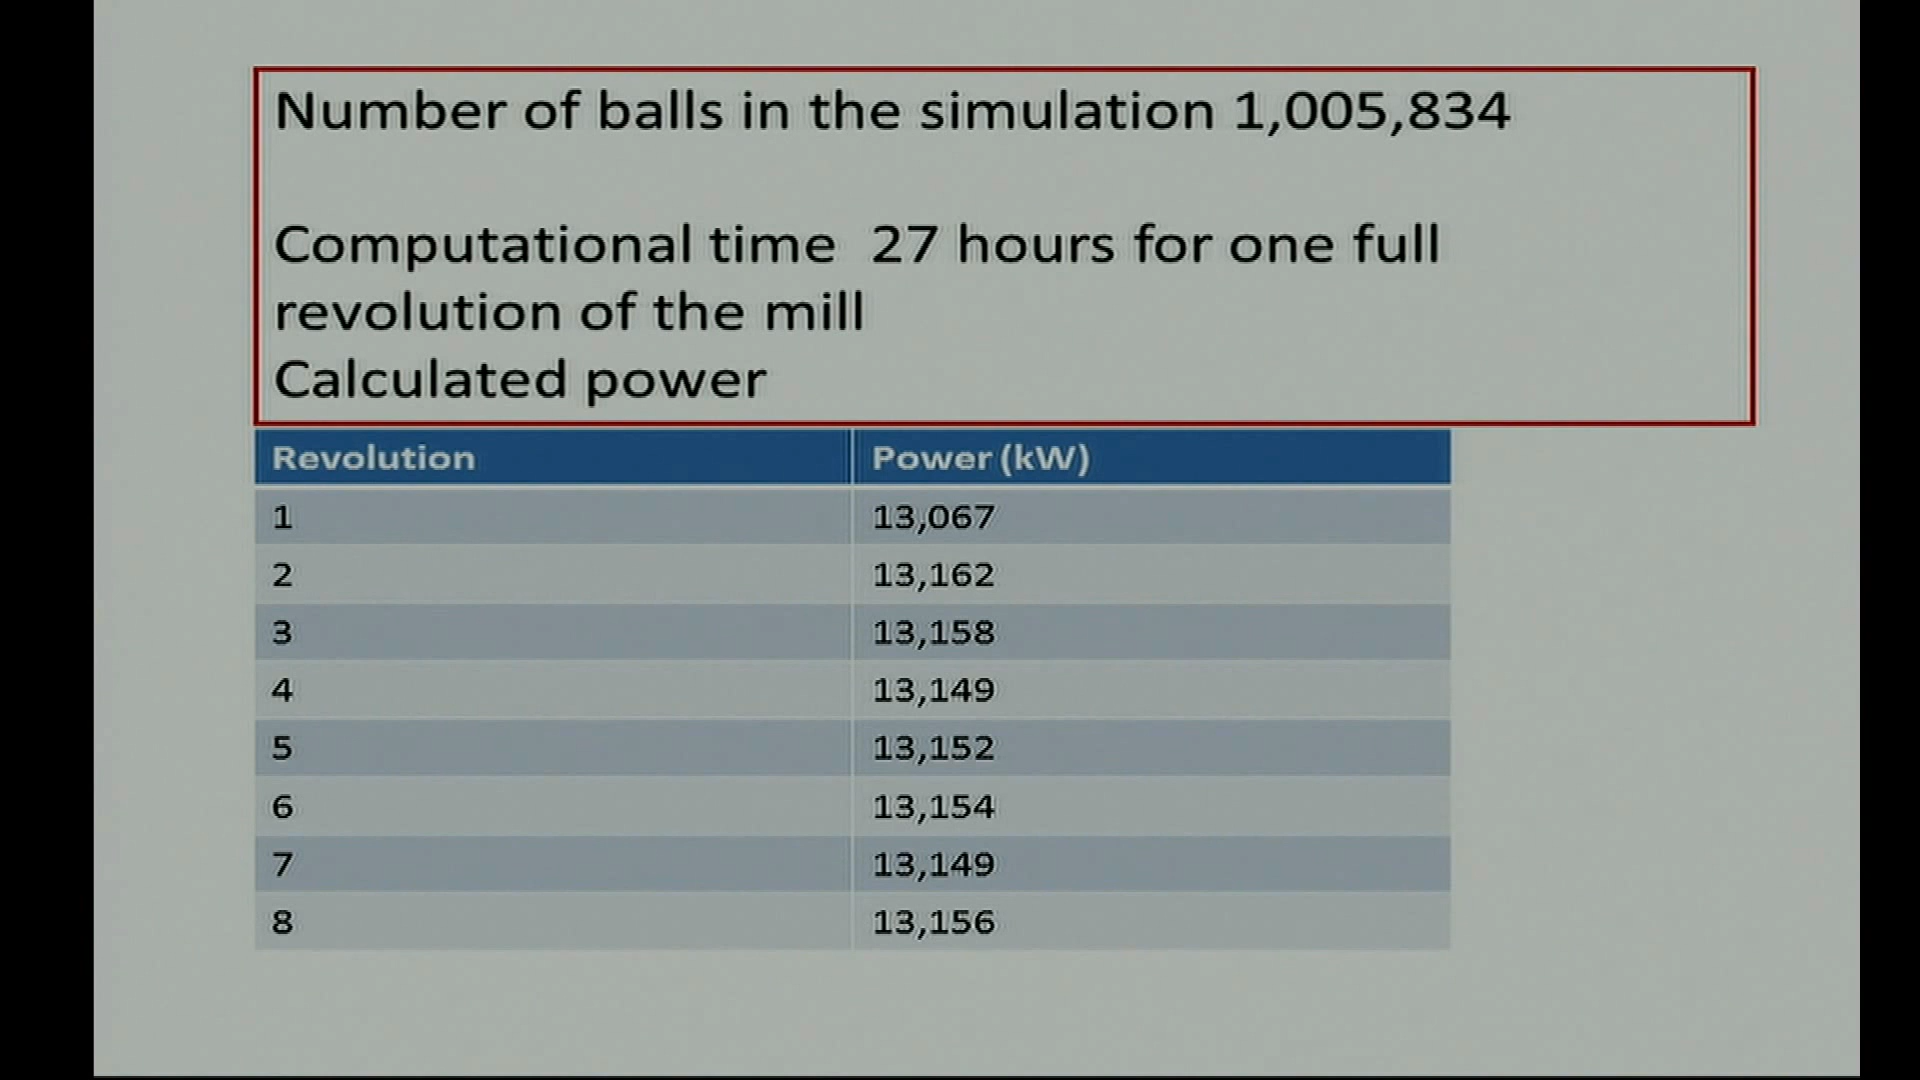 Number of balls in the simulation 1,005,834
Computational time 27 hours for one full
revolution of the mill
Calculated power
Revolution Power (kW)
1 13,067
2 13,162
3 13,158
4 13,149
5 13,152
6 13,154
7 13,149
8 13,156